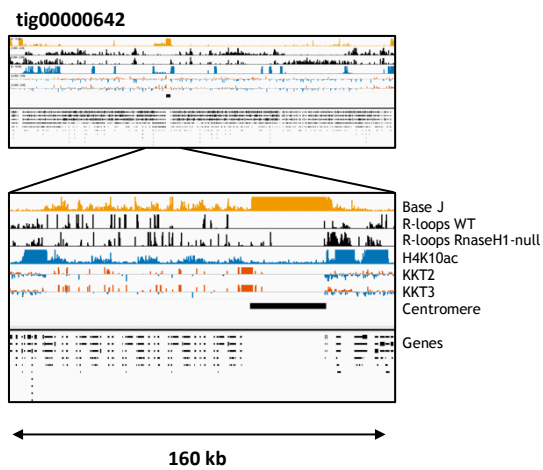 tig00000642
Base J
R-loops WT
R-loops RnaseH1-null
H4K10ac
KKT2
KKT3
Centromere
Genes
160 kb